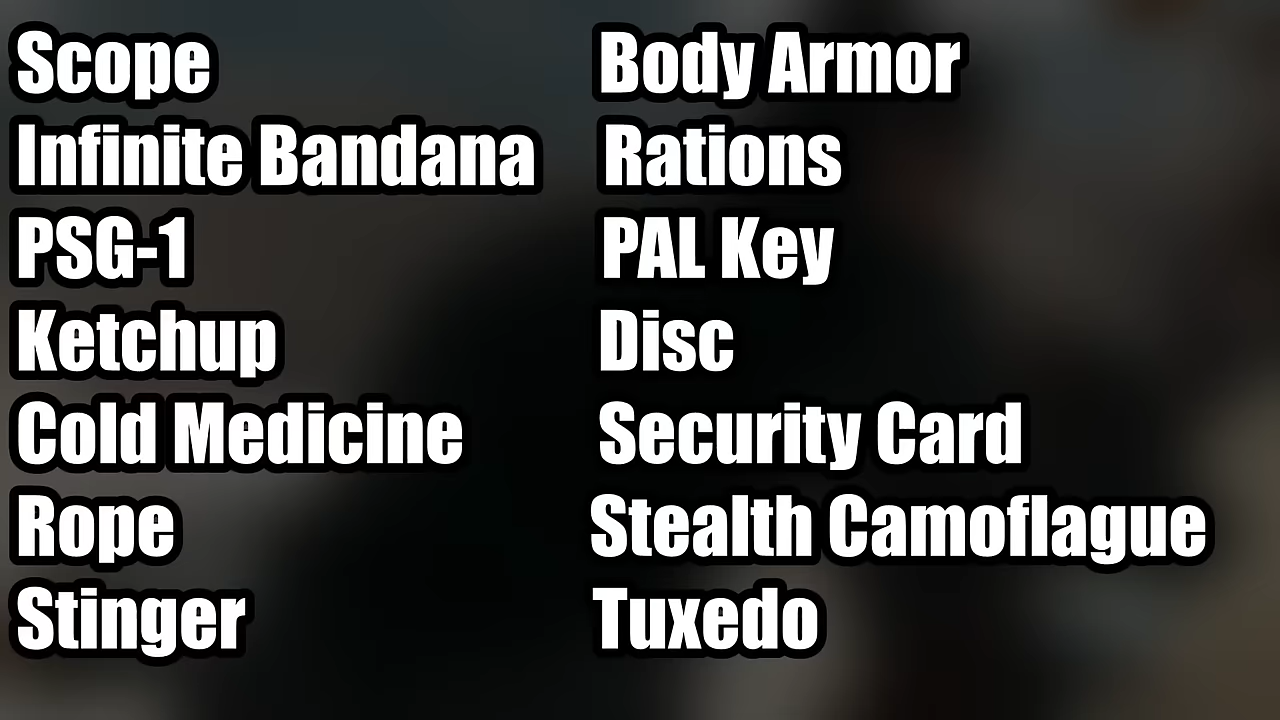 Scope
Infinite Bandana
PSG-1
Ketchup
Cold Medicine
Rope
Stinger
Body Armor
Rations
PAL Key
Disc
Security Card
Stealth Camoflague
Tuxedo